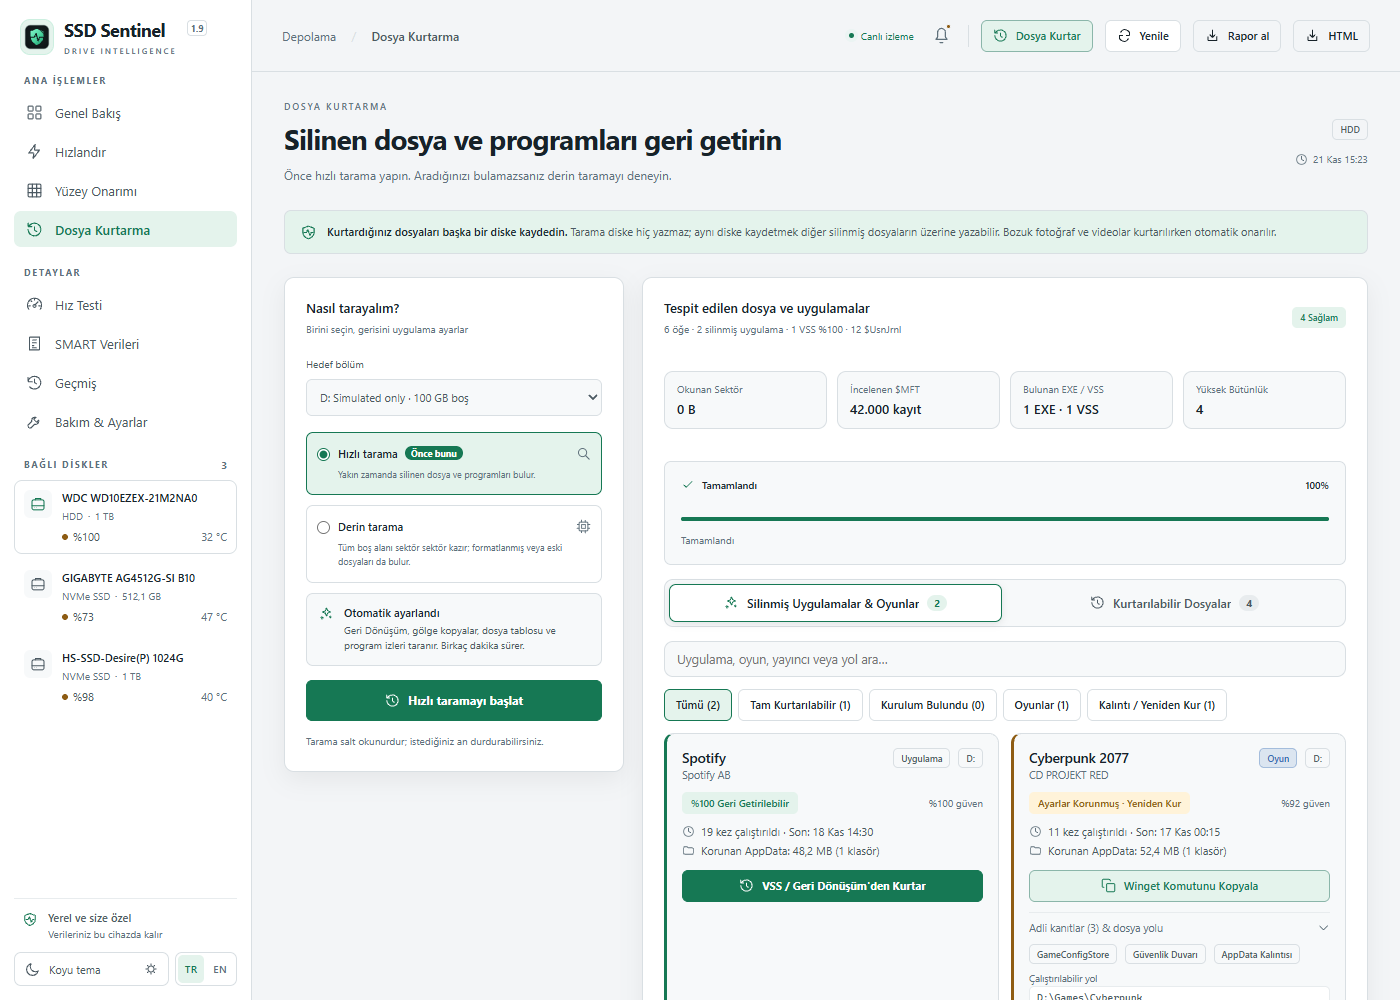 SSD Sentinel
1.9
DRIVE INTELLIGENCE
ANA İŞLEMLER
Genel Bakış
Hızlandır
Yüzey Onarımı
Dosya Kurtarma
DETAYLAR
Hız Testi
SMART Verileri
Geçmiş
Bakım & Ayarlar
BAĞLI DİSKLER
3
WDC WD10EZEX-21M2NA0
HDD · 1 TB
%100
32 °C
GIGABYTE AG4512G-SI B10
NVMe SSD · 512,1 GB
%73
47 °C
HS-SSD-Desire(P) 1024G
NVMe SSD · 1 TB
%98
40 °C
Yerel ve size özel
Verileriniz bu cihazda kalır
Koyu tema
TR
EN
Depolama / Dosya Kurtarma
Canlı izleme
Dosya Kurtar
Yenile
Rapor al
HTML
DOSYA KURTARMA
Silinen dosya ve programları geri getirin
Önce hızlı tarama yapın. Aradığınızı bulamazsanız derin taramayı deneyin.
HDD
21 Kas 15:23
Kurtardığınız dosyaları başka bir diske kaydedin. Tarama diske hiç yazmaz; aynı diske kaydetmek diğer silinmiş dosyaların üzerine yazabilir. Bozuk fotoğraf ve videolar kurtarılırken otomatik onarılır.
Nasıl tarayalım?
Birini seçin, gerisini uygulama ayarlar
Hedef bölüm
D: Simulated only · 100 GB boş
Hızlı tarama
Önce bunu
Yakın zamanda silinen dosya ve programları bulur.
Derin tarama
Tüm boş alanı sektör sektör kazır; formatlanmış veya eski
dosyaları da bulur.
Otomatik ayarlandı
Geri Dönüşüm, gölge kopyalar, dosya tablosu ve
program izleri taranır. Birkaç dakika sürer.
Hızlı taramayı başlat
Tarama salt okunurdur; istediğiniz an durdurabilirsiniz.
Tespit edilen dosya ve uygulamalar
6 öğe · 2 silinmiş uygulama · 1 VSS %100 · 12 $UsnJrnl
4 Sağlam
Okunan Sektör
0 B
İncelenen $MFT
42.000 kayıt
Bulunan EXE / VSS
1 EXE · 1 VSS
Yüksek Bütünlük
4
Tamamlandı
100%
Tamamlandı
Silinmiş Uygulamalar & Oyunlar 2
Kurtarılabilir Dosyalar 4
Uygulama, oyun, yayıncı veya yol ara...
Tümü (2)
Tam Kurtarılabilir (1)
Kurulum Bulundu (0)
Oyunlar (1)
Kalıntı / Yeniden Kur (1)
Spotify
Uygulama
D:
Spotify AB
%100 Geri Getirilebilir
%100 güven
19 kez çalıştırıldı · Son: 18 Kas 14:30
Korunan AppData: 48,2 MB (1 klasör)
VSS / Geri Dönüşüm'den Kurtar
Cyberpunk 2077
Oyun
D:
CD PROJEKT RED
Ayarlar Korunmuş · Yeniden Kur
%92 güven
11 kez çalıştırıldı · Son: 17 Kas 00:15
Korunan AppData: 52,4 MB (1 klasör)
Winget Komutunu Kopyala
Adli kanıtlar (3) & dosya yolu
GameConfigStore
Güvenlik Duvarı
AppData Kalıntısı
Çalıştırılabilir yol
D:\Games\Cyberpunk